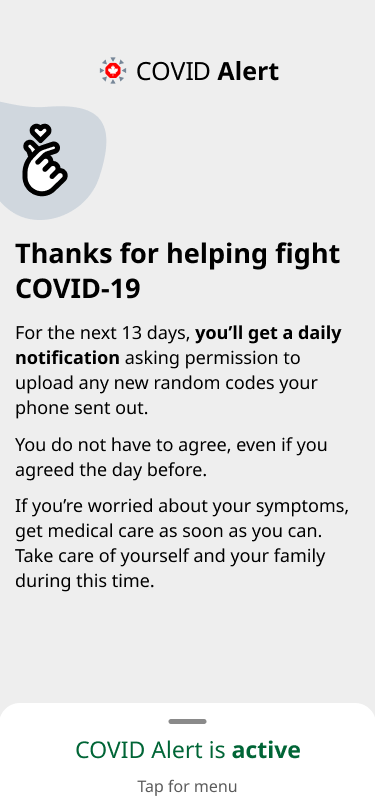 COVID Alert
Thanks for helping fight
COVID-19
For the next 13 days, you’ll get a daily
notification asking permission to
upload any new random codes your
phone sent out.
You do not have to agree, even if you
agreed the day before.
If you’re worried about your symptoms,
get medical care as soon as you can.
Take care of yourself and your family
during this time.
COVID Alert is active
Tap for menu